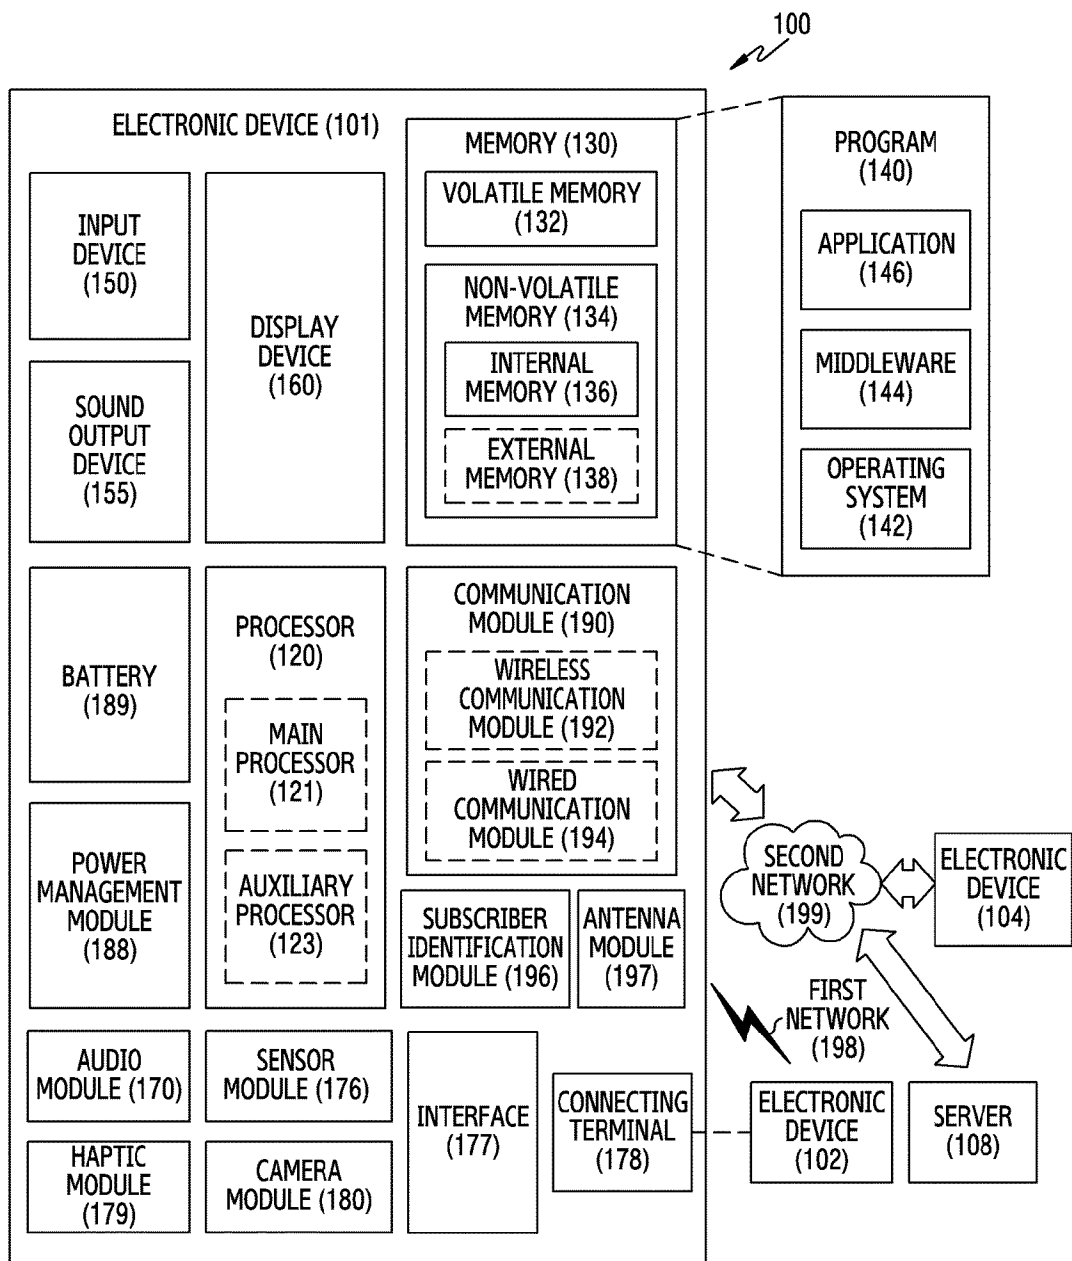 100
ELECTRONIC DEVICE (101)
INPUT
DEVICE
(150)
SOUND
OUTPUT
DEVICE
(155)
DISPLAY
DEVICE
(160)
MEMORY (130)
VOLATILE MEMORY
(132)
NON-VOLATILE
MEMORY (134)
INTERNAL
MEMORY (136)
EXTERNAL
MEMORY (138)
PROGRAM
(140)
APPLICATION
(146)
MIDDLEWARE
(144)
OPERATING
SYSTEM
(142)
BATTERY
(189)
POWER
MANAGEMENT
MODULE
(188)
PROCESSOR
(120)
MAIN
PROCESSOR
(121)
AUXILIARY
PROCESSOR
(123)
COMMUNICATION
MODULE (190)
WIRELESS
COMMUNICATION
MODULE (192)
WIRED
COMMUNICATION
MODULE (194)
SUBSCRIBER
IDENTIFICATION
MODULE (196)
ANTENNA
MODULE
(197)
SECOND
NETWORK
(199)
ELECTRONIC
DEVICE
(104)
FIRST
NETWORK
(198)
AUDIO
MODULE (170)
SENSOR
MODULE (176)
HAPTIC
MODULE
(179)
CAMERA
MODULE (180)
INTERFACE
(177)
CONNECTING
TERMINAL
(178)
ELECTRONIC
DEVICE
(102)
SERVER
(108)